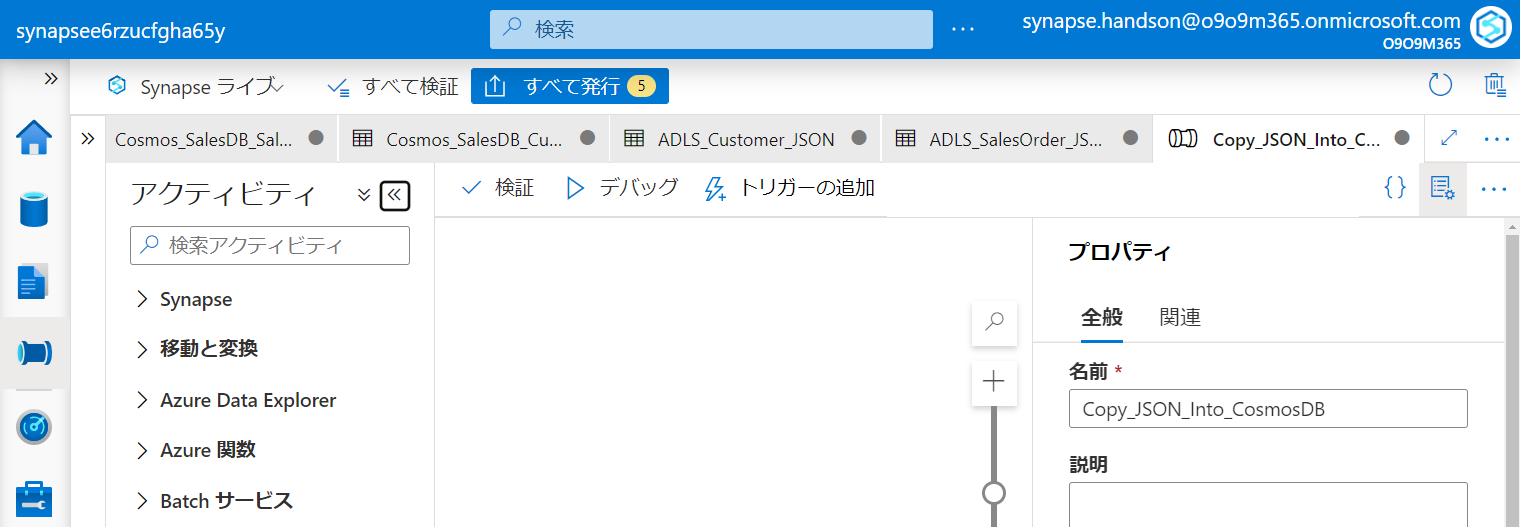 synapsee6rzucfgha65y
検索
synapse.handson@o9o9m365.onmicrosoft.com
O9O9M365
Synapse ライブ
すべて検証
すべて発行 5
Cosmos_SalesDB_Sal...
Cosmos_SalesDB_Cu...
ADLS_Customer_JSON
ADLS_SalesOrder_JS...
Copy_JSON_Into_C...
アクティビティ
検証
デバッグ
トリガーの追加
検索アクティビティ
Synapse
移動と変換
Azure Data Explorer
Azure 関数
Batch サービス
プロパティ
全般
関連
名前 *
Copy_JSON_Into_CosmosDB
説明